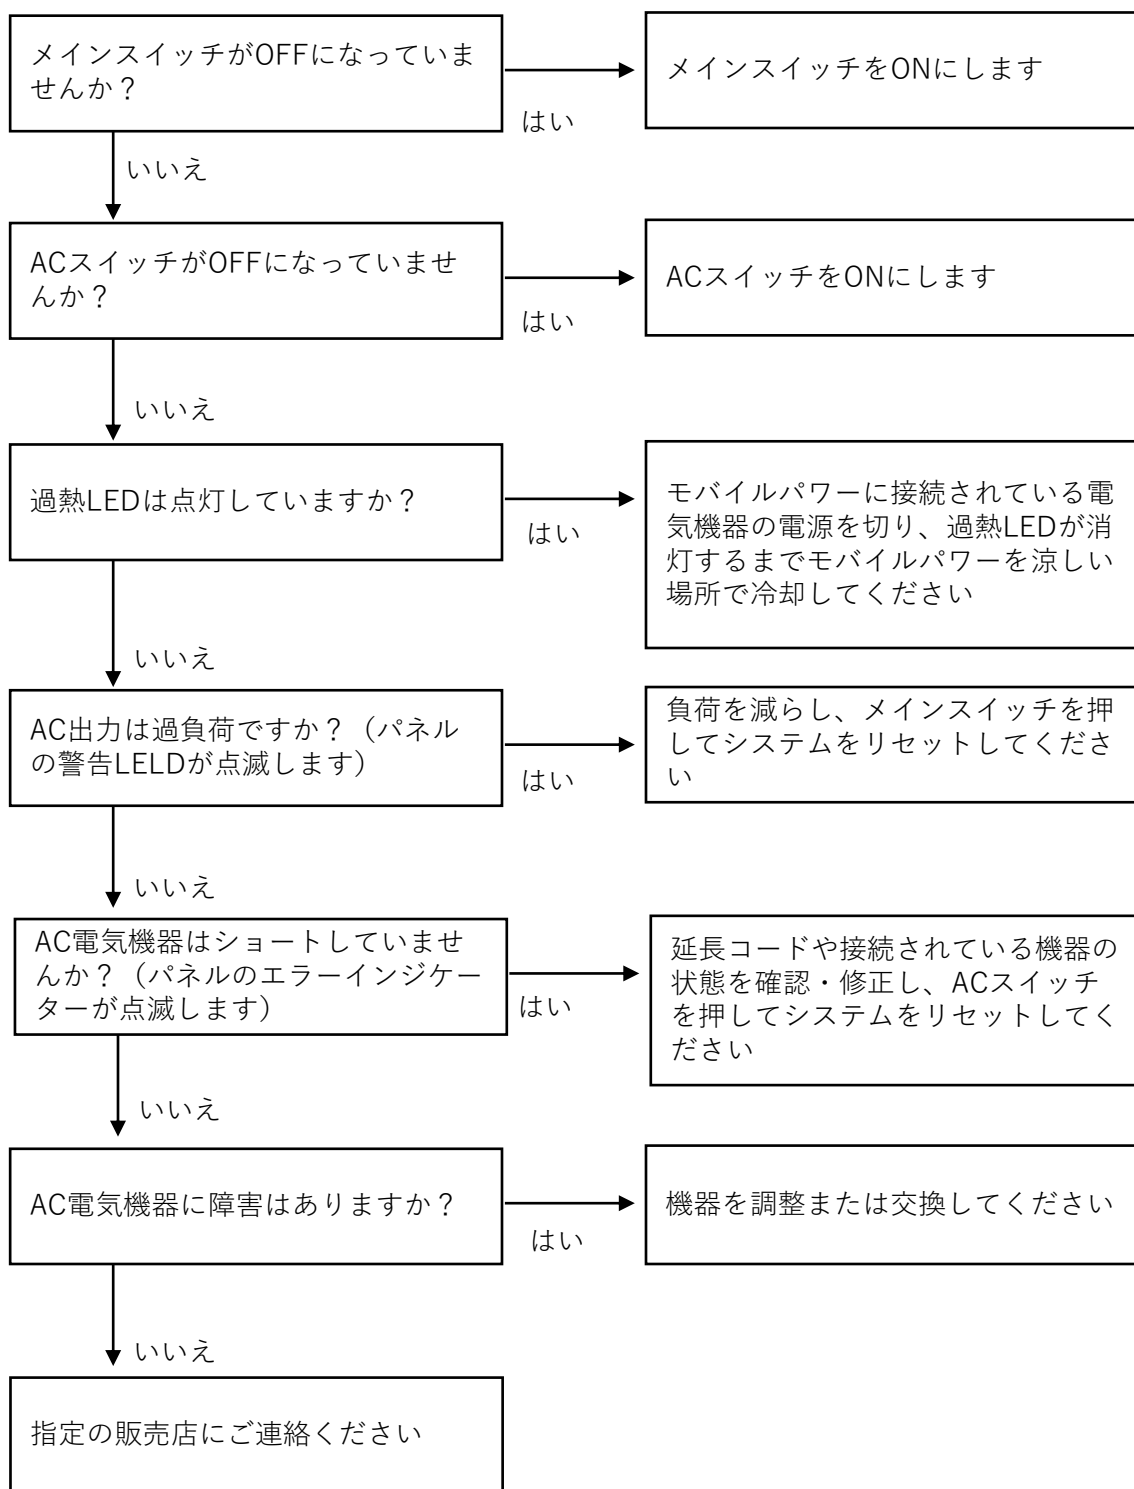 メインスイッチがOFFになっていま
せんか？
メインスイッチをONにします
はい
いいえ
ACスイッチがOFFになっていませ
んか？
ACスイッチをONにします
はい
いいえ
過熱LEDは点灯していますか？
モバイルパワーに接続されている電
気機器の電源を切り、過熱LEDが消
灯するまでモバイルパワーを涼しい
場所で冷却してください
はい
いいえ
AC出力は過負荷ですか？（パネル
の警告LELDが点滅します）
負荷を減らし、メインスイッチを押
してシステムをリセットしてくださ
い
はい
いいえ
AC電気機器はショートしていませ
んか？（パネルのエラーインジケー
ターが点滅します）
延長コードや接続されている機器の
状態を確認・修正し、ACスイッチ
を押してシステムをリセットしてく
ださい
はい
いいえ
AC電気機器に障害はありますか？
機器を調整または交換してください
はい
いいえ
指定の販売店にご連絡ください